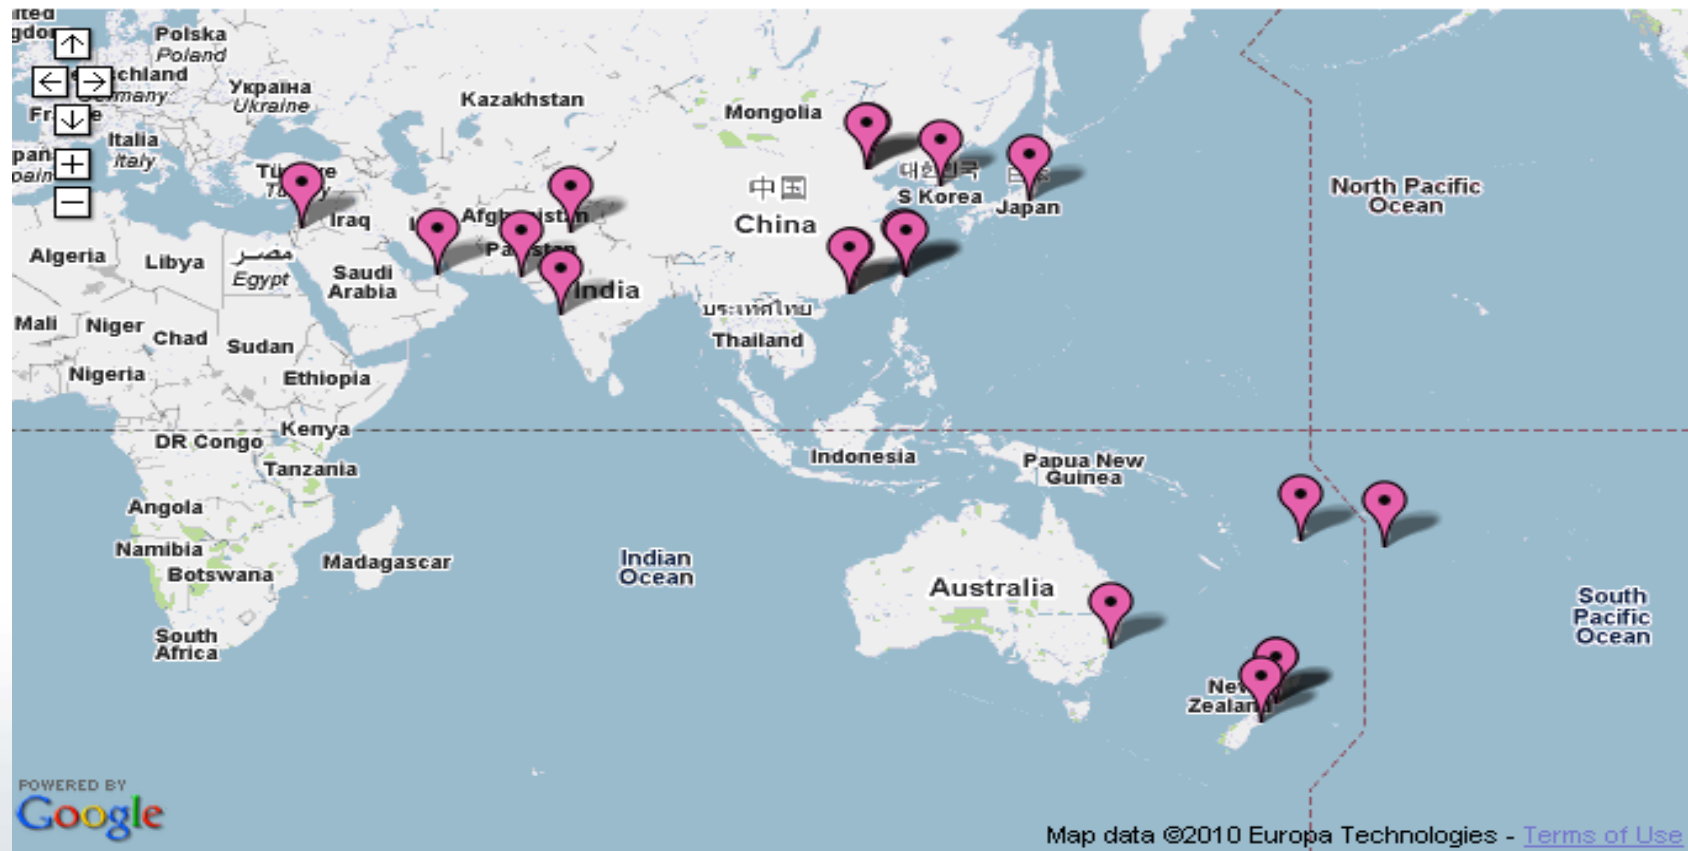 Polska
Poland
Україна
Ukraine
Kazakhstan
Mongolia
Italia
Italy
中国
China
S Korea
Japan
North Pacific
Ocean
Iraq
Algeria
Libya
مصر
Egypt
Saudi
Arabia
India
ประเทศไทย
Thailand
Mali
Niger
Chad
Sudan
Nigeria
Ethiopia
DR Congo
Kenya
Tanzania
Indonesia
Papua New
Guinea
Angola
Namibia
Botswana
Madagascar
Indian
Ocean
Australia
South
Pacific
Ocean
South
Africa
Zealand
POWERED BY
Google
Map data ©2010 Europa Technologies - Terms of Use